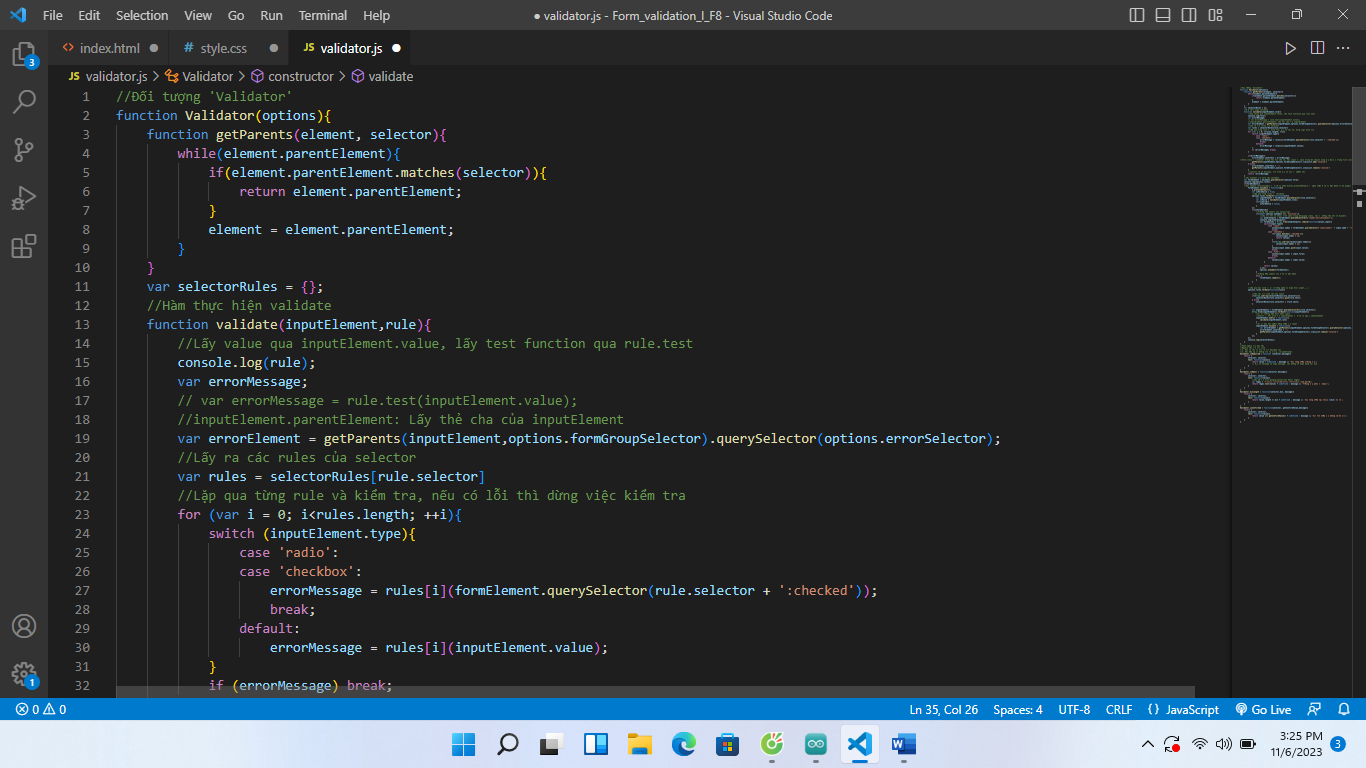 File Edit Selection View Go Run Terminal Help ● validator.js - Form_validation_I_F8 - Visual Studio Code
<> index.html ● # style.css ● JS validator.js ●
JS validator.js > Validator > constructor > validate
1 //Đối tượng 'Validator'
2 function Validator(options){
3 function getParents(element, selector){
4 while(element.parentElement){
5 if(element.parentElement.matches(selector)){
6 return element.parentElement;
7 }
8 element = element.parentElement;
9 }
10 }
11 var selectorRules = {};
12 //Hàm thực hiện validate
13 function validate(inputElement,rule){
14 //Lấy value qua inputElement.value, lấy test function qua rule.test
15 console.log(rule);
16 var errorMessage;
17 // var errorMessage = rule.test(inputElement.value);
18 //inputElement.parentElement: Lấy thẻ cha của inputElement
19 var errorElement = getParents(inputElement,options.formGroupSelector).querySelector(options.errorSelector);
20 //Lấy ra các rules của selector
21 var rules = selectorRules[rule.selector]
22 //Lặp qua từng rule và kiểm tra, nếu có lỗi thì dừng việc kiểm tra
23 for (var i = 0; i<rules.length; ++i){
24 switch (inputElement.type){
25 case 'radio':
26 case 'checkbox':
27 errorMessage = rules[i](formElement.querySelector(rule.selector + ':checked'));
28 break;
29 default:
30 errorMessage = rules[i](inputElement.value);
31 }
32 if (errorMessage) break;
3
1
0 0 Ln 35, Col 26 Spaces: 4 UTF-8 CRLF {} JavaScript Go Live
3:25 PM
11/6/2023 3